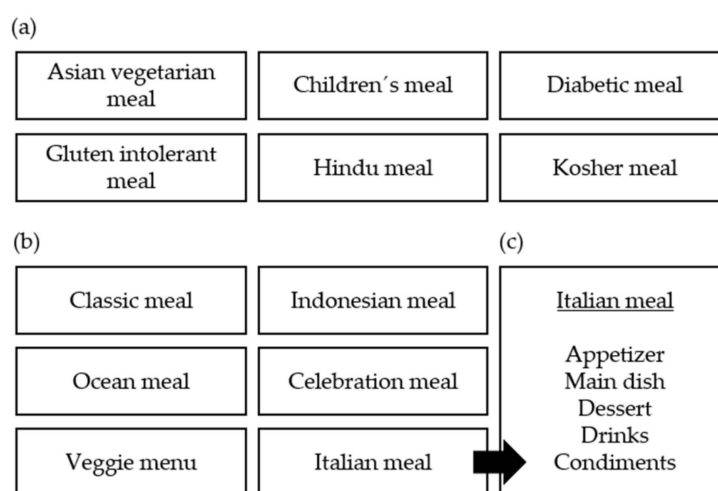 (a)
Asian vegetarian
meal
Children´s meal
Diabetic meal
Gluten intolerant
meal
Hindu meal
Kosher meal
(b)
Classic meal
Indonesian meal
Ocean meal
Celebration meal
Veggie menu
Italian meal
(c)
Italian meal
Appetizer
Main dish
Dessert
Drinks
Condiments